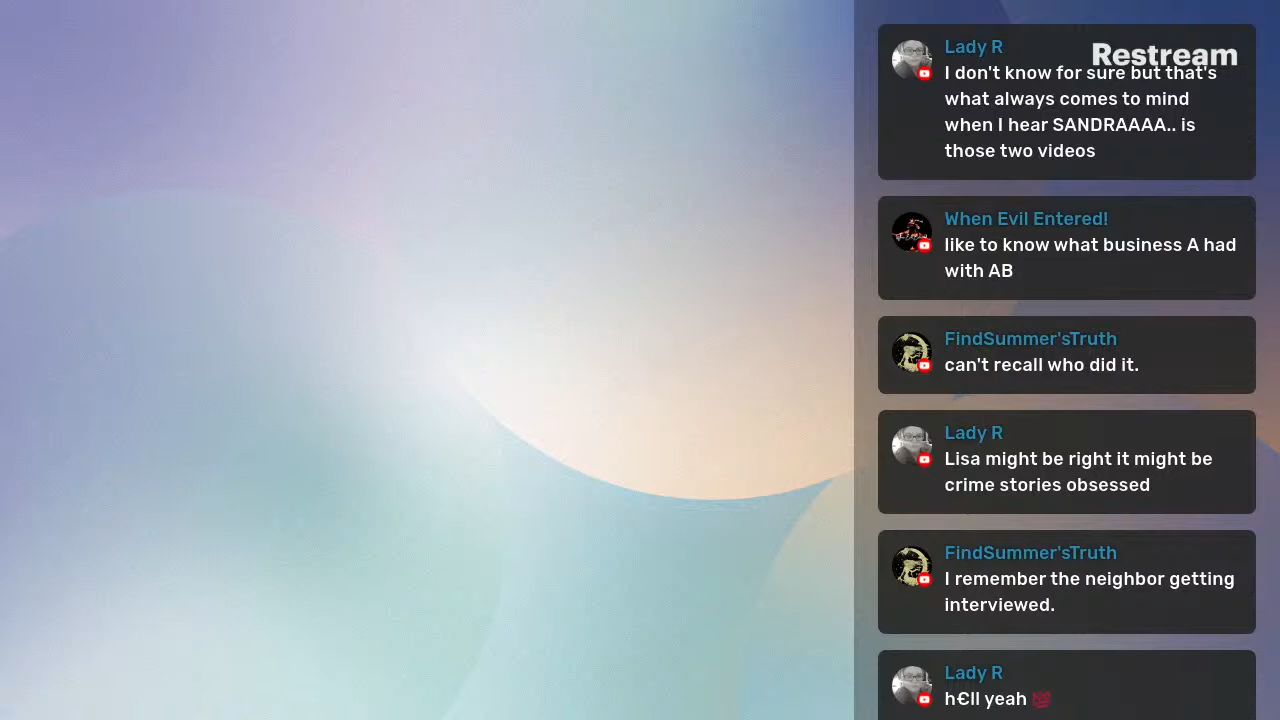 Lady R
Restream
I don't know for sure but that's
what always comes to mind
when I hear SANDRAAAA.. is
those two videos
When Evil Entered!
like to know what business A had
with AB
FindSummer'sTruth
can't recall who did it.
Lady R
Lisa might be right it might be
crime stories obsessed
FindSummer'sTruth
I remember the neighbor getting
interviewed.
Lady R
h€ll yeah 💯